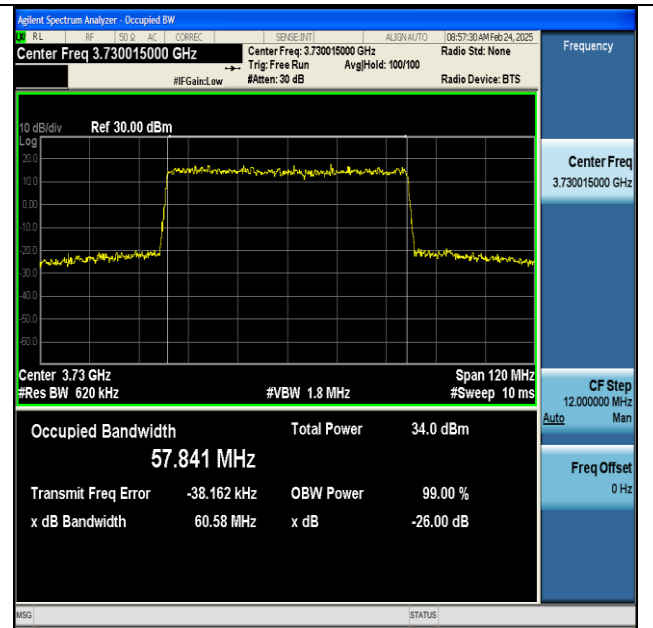 Agilent Spectrum Analyzer - Occupied BW
LXI RL RF 50 Ω AC CORREC SENSE:INT ALIGN AUTO 08:57:30 AM Feb 24, 2025
Center Freq 3.730015000 GHz
Center Freq: 3.730015000 GHz
Radio Std: None
Trig: Free Run Avg|Hold: 100/100
#IFGain:Low #Atten: 30 dB Radio Device: BTS
10 dB/div Ref 30.00 dBm
Log
20.0
10.0
0.00
-10.0
-20.0
-30.0
-40.0
-50.0
-60.0
Center 3.73 GHz Span 120 MHz
#Res BW 620 kHz #VBW 1.8 MHz #Sweep 10 ms
Occupied Bandwidth Total Power 34.0 dBm
57.841 MHz
Transmit Freq Error -38.162 kHz OBW Power 99.00 %
x dB Bandwidth 60.58 MHz x dB -26.00 dB
MSG STATUS
Frequency
Center Freq
3.730015000 GHz
CF Step
12.000000 MHz
Auto Man
Freq Offset
0 Hz